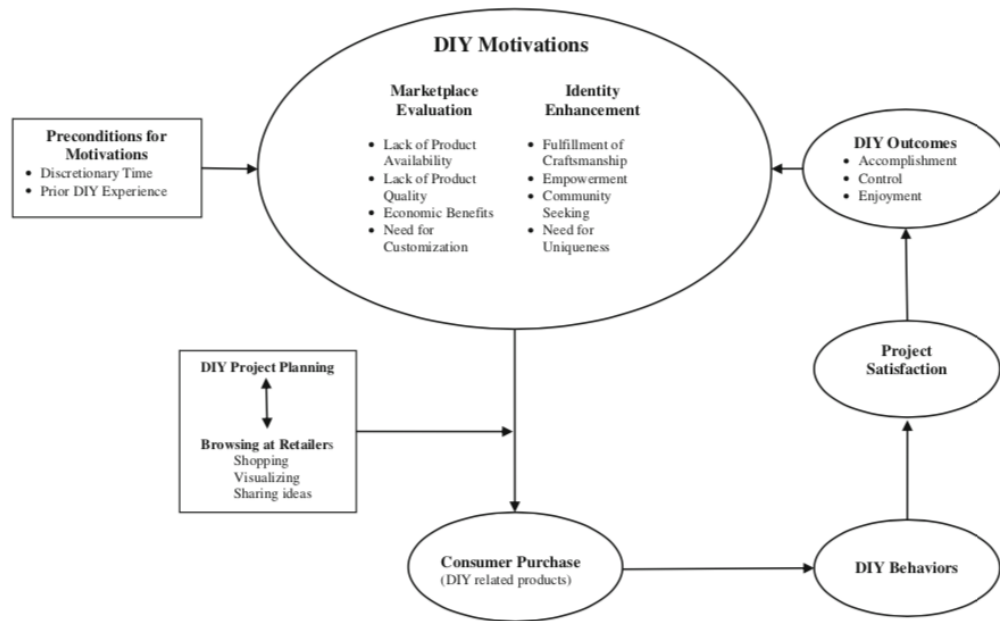 DIY Motivations
Marketplace
Evaluation
• Lack of Product
Availability
• Lack of Product
Quality
• Economic Benefits
• Need for
Customization
Identity
Enhancement
• Fulfillment of
Craftsmanship
• Empowerment
• Community
Seeking
• Need for
Uniqueness
Preconditions for
Motivations
• Discretionary Time
• Prior DIY Experience
DIY Outcomes
• Accomplishment
• Control
• Enjoyment
DIY Project Planning
Browsing at Retailers
Shopping
Visualizing
Sharing ideas
Project
Satisfaction
Consumer Purchase
(DIY related products)
DIY Behaviors